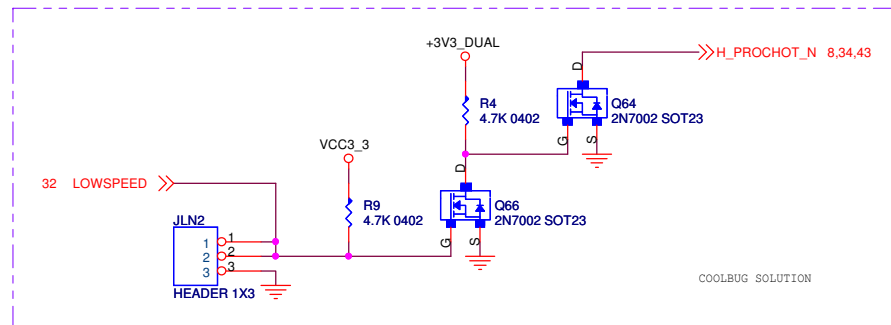 +3V3_DUAL
D
H_PROCHOT_N 8,34,43
R4
4.7K 0402
Q64
2N7002 SOT23
G
S
VCC3_3
D
32 LOWSPEED
R9
4.7K 0402
Q66
2N7002 SOT23
JLN2
G
S
1 1
2 2
3 3
HEADER 1X3
COOLBUG SOLUTION